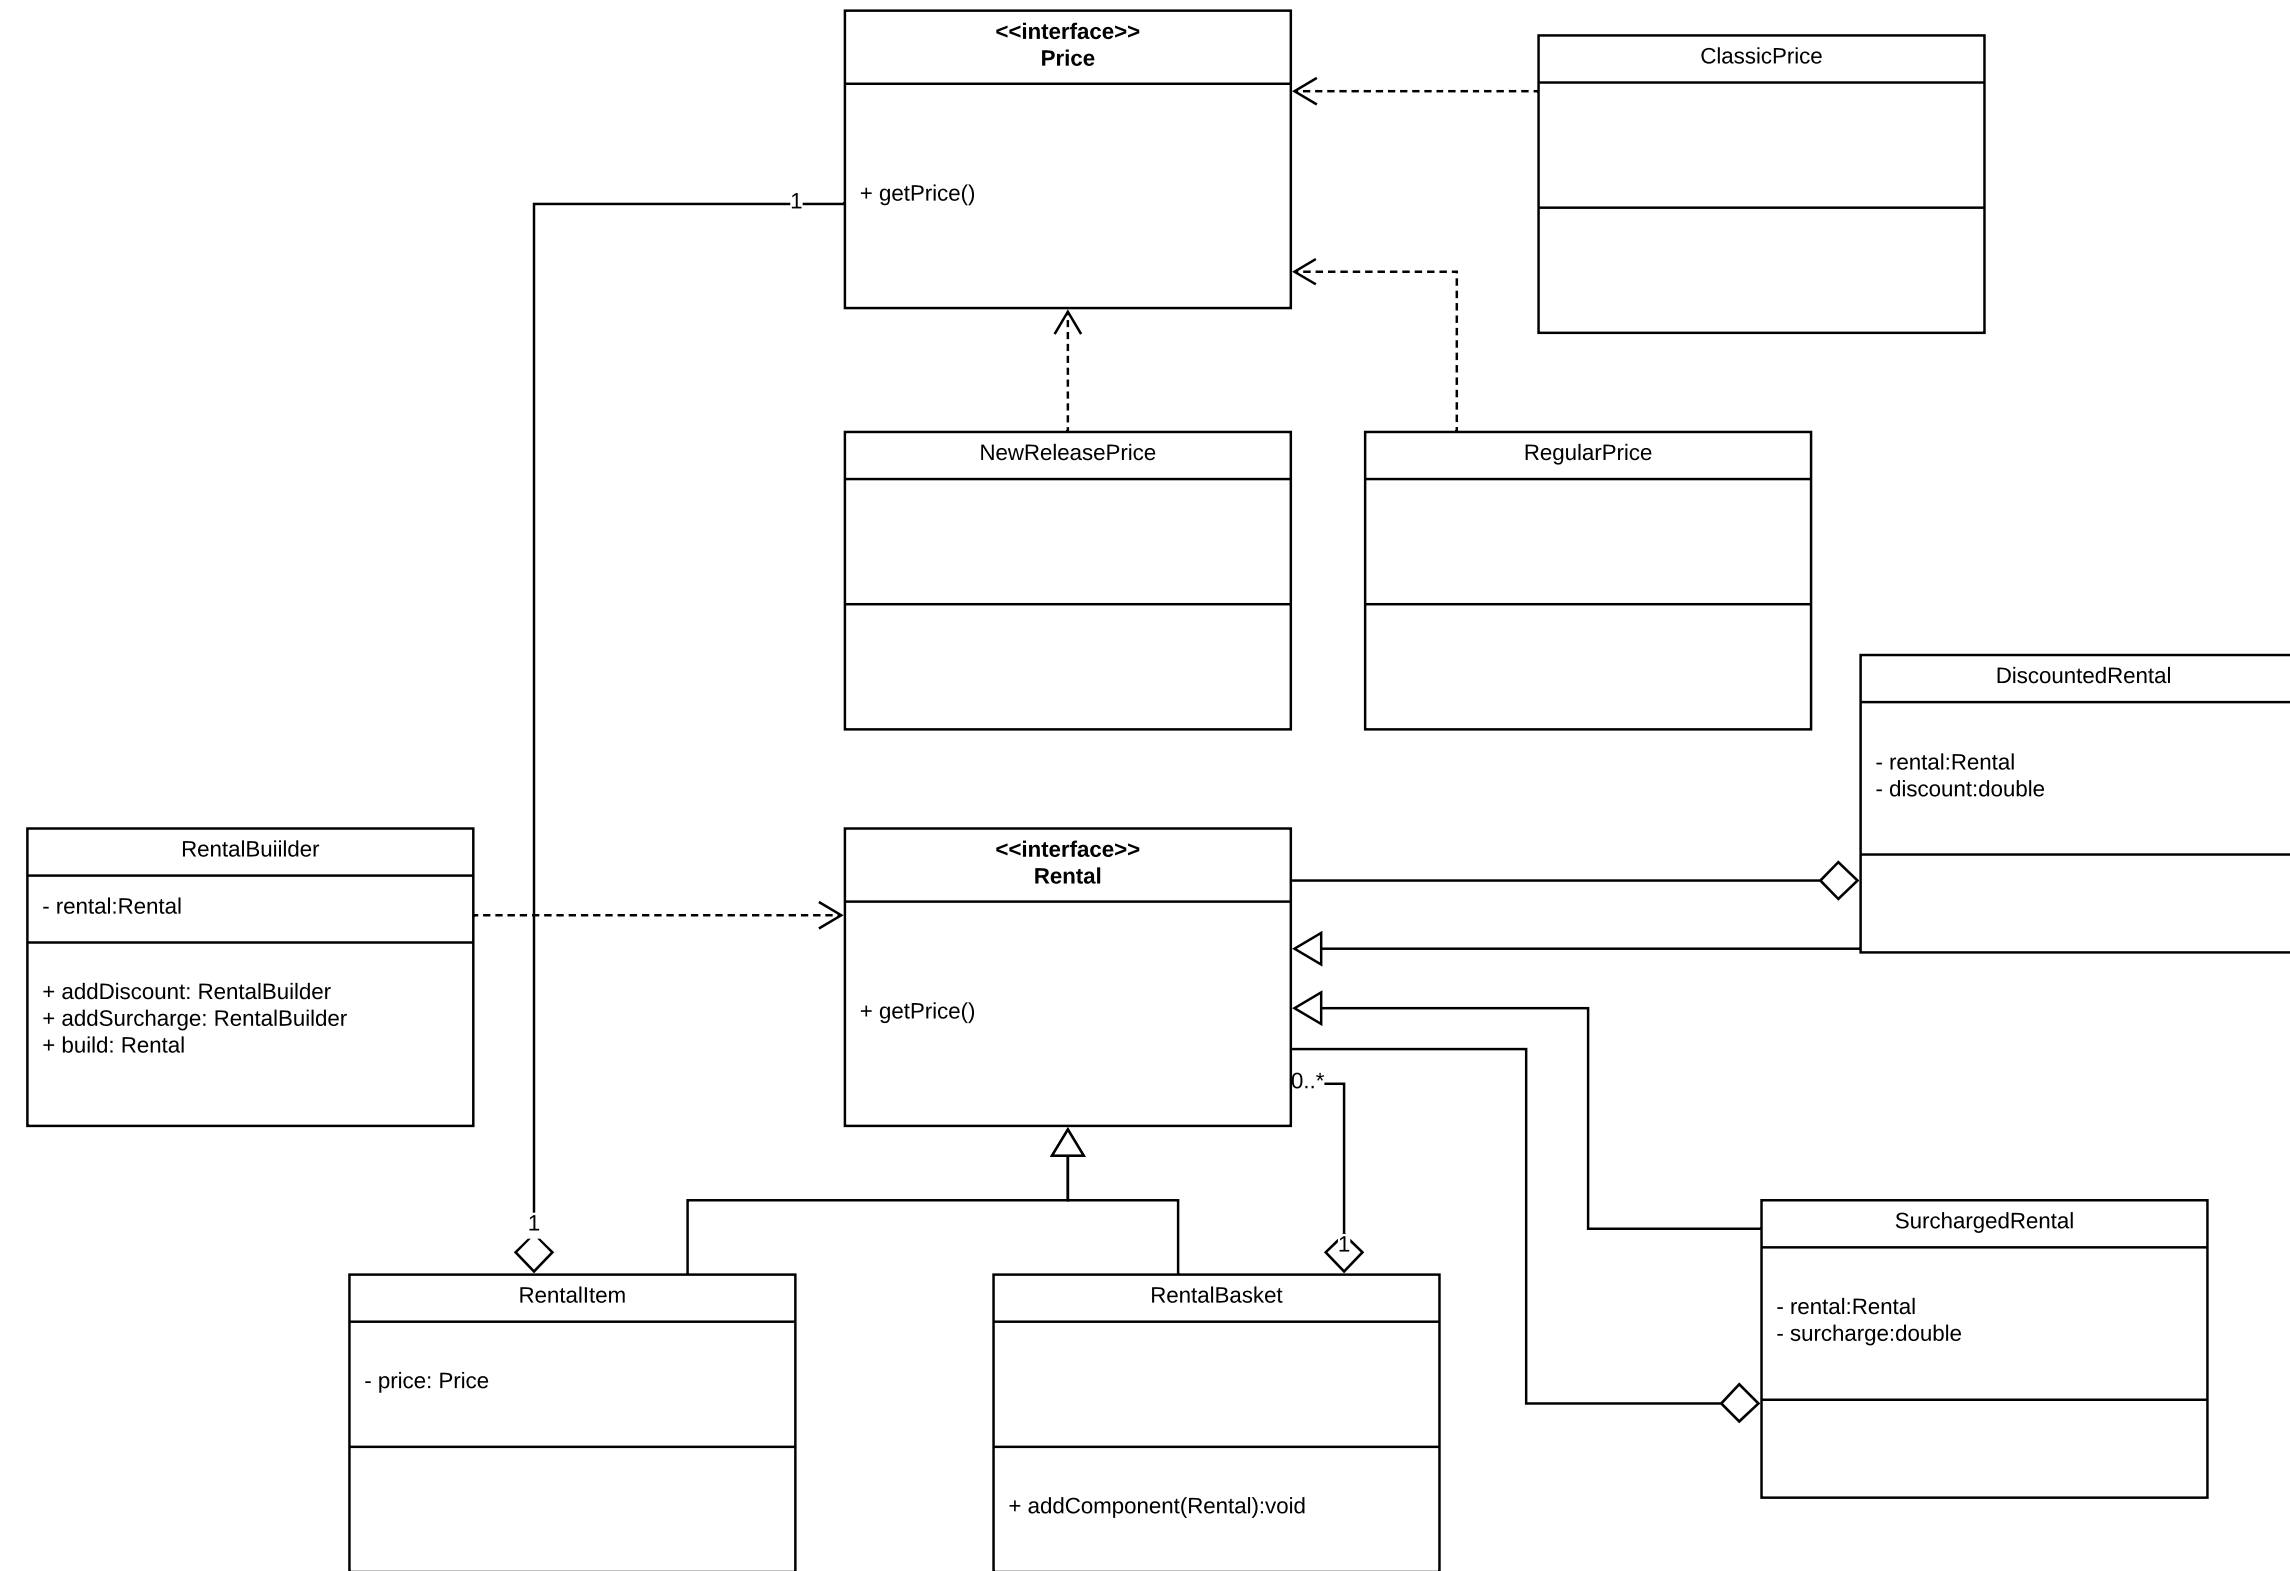 <<interface>>
Price
+ getPrice()
ClassicPrice
1
NewReleasePrice
RegularPrice
DiscountedRental
- rental:Rental
- discount:double
RentalBuiilder
- rental:Rental
+ addDiscount: RentalBuilder
+ addSurcharge: RentalBuilder
+ build: Rental
<<interface>>
Rental
+ getPrice()
0..*
1
1
RentalItem
- price: Price
RentalBasket
+ addComponent(Rental):void
SurchargedRental
- rental:Rental
- surcharge:double